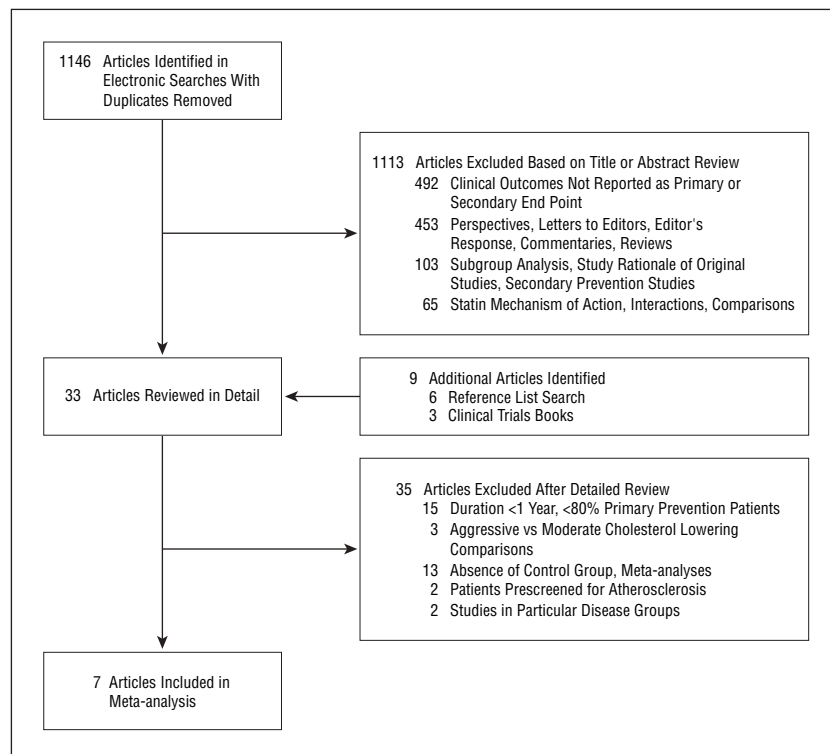 1146 Articles Identified in
Electronic Searches With
Duplicates Removed
1113 Articles Excluded Based on Title or Abstract Review
492 Clinical Outcomes Not Reported as Primary or
Secondary End Point
453 Perspectives, Letters to Editors, Editor's
Response, Commentaries, Reviews
103 Subgroup Analysis, Study Rationale of Original
Studies, Secondary Prevention Studies
65 Statin Mechanism of Action, Interactions, Comparisons
33 Articles Reviewed in Detail
9 Additional Articles Identified
6 Reference List Search
3 Clinical Trials Books
35 Articles Excluded After Detailed Review
15 Duration <1 Year, <80% Primary Prevention Patients
3 Aggressive vs Moderate Cholesterol Lowering
Comparisons
13 Absence of Control Group, Meta-analyses
2 Patients Prescreened for Atherosclerosis
2 Studies in Particular Disease Groups
7 Articles Included in
Meta-analysis